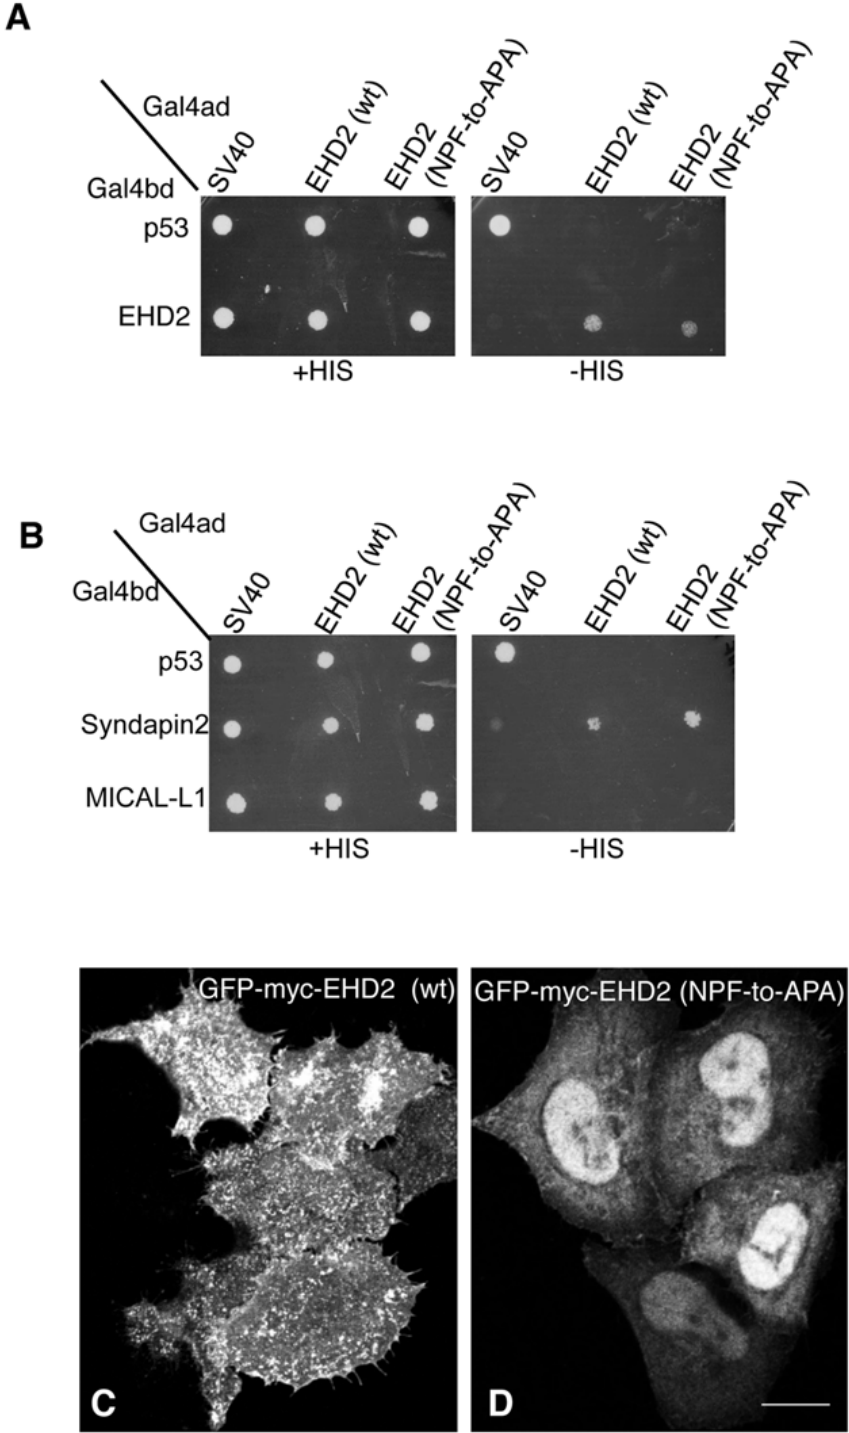 A
Gal4ad
Gal4bd
SV40
EHD2 (wt)
EHD2
(NPF-to-APA)
SV40
EHD2 (wt)
EHD2
(NPF-to-APA)
p53
EHD2
+HIS
-HIS
B
Gal4ad
Gal4bd
SV40
EHD2 (wt)
EHD2
(NPF-to-APA)
SV40
EHD2 (wt)
EHD2
(NPF-to-APA)
p53
Syndapin2
MICAL-L1
+HIS
-HIS
GFP-myc-EHD2 (wt)
GFP-myc-EHD2 (NPF-to-APA)
C
D